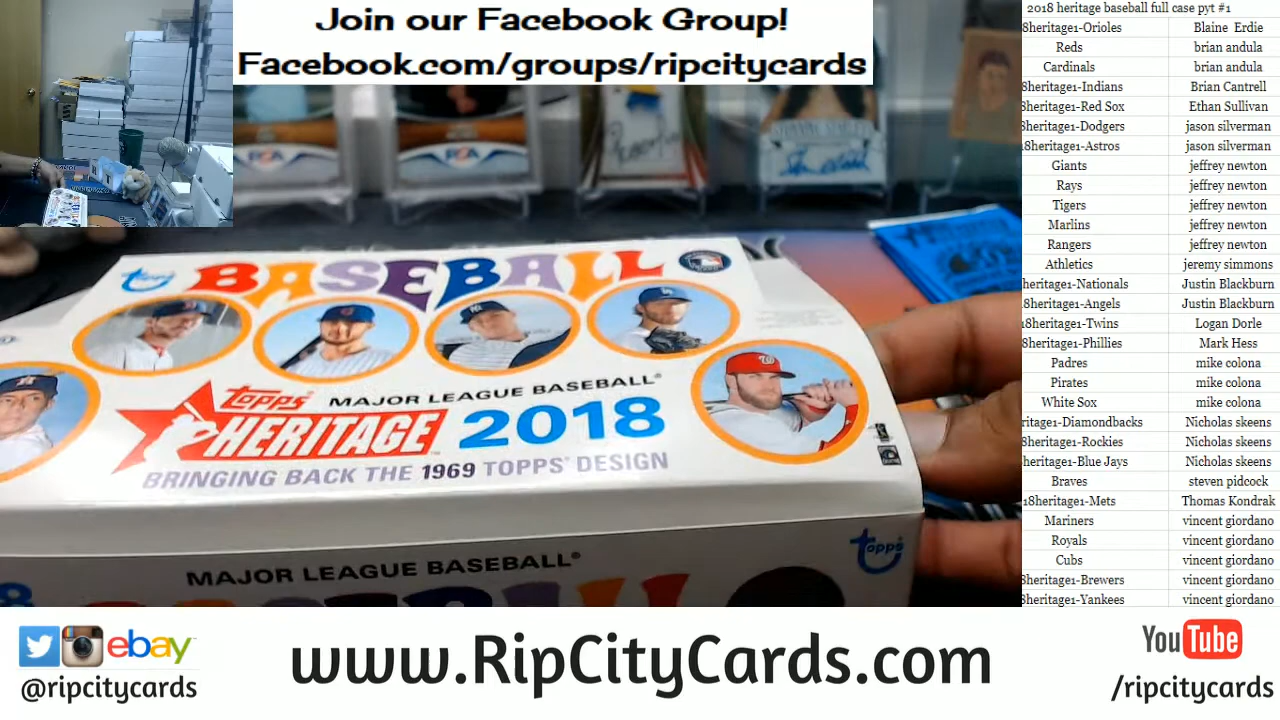 Join our Facebook Group!
Facebook.com/groups/ripcitycards
2018 heritage baseball full case pyt #1
8heritage1-Orioles Blaine Erdie
Reds brian andula
Cardinals brian andula
8heritage1-Indians Brian Cantrell
8heritage1-Red Sox Ethan Sullivan
8heritage1-Dodgers jason silverman
18heritage1-Astros jason silverman
Giants jeffrey newton
Rays jeffrey newton
Tigers jeffrey newton
Marlins jeffrey newton
Rangers jeffrey newton
Athletics jeremy simmons
heritage1-Nationals Justin Blackburn
8heritage1-Angels Justin Blackburn
18heritage1-Twins Logan Dorle
8heritage1-Phillies Mark Hess
Padres mike colona
Pirates mike colona
White Sox mike colona
ritage1-Diamondbacks Nicholas skeens
8heritage1-Rockies Nicholas skeens
heritage1-Blue Jays Nicholas skeens
Braves steven pidcock
18heritage1-Mets Thomas Kondrak
Mariners vincent giordano
Royals vincent giordano
Cubs vincent giordano
8heritage1-Brewers vincent giordano
8heritage1-Yankees vincent giordano
PSA PSA
Topps BASEBALL
Topps MAJOR LEAGUE BASEBALL®
HERITAGE 2018
BRINGING BACK THE 1969 TOPPS® DESIGN
Topps
MAJOR LEAGUE BASEBALL®
BASEBALL
ebay
@ripcitycards
www.RipCityCards.com
YouTube
/ripcitycards